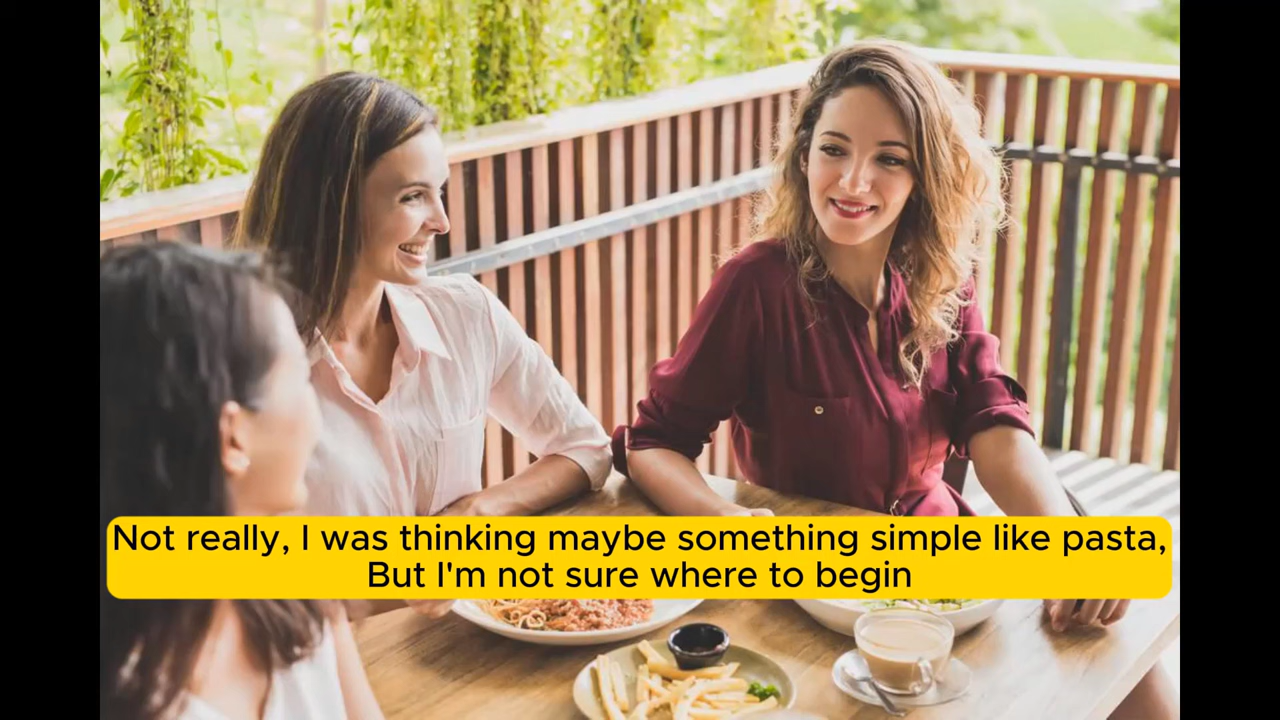 Not really, I was thinking maybe something simple like pasta,
But I'm not sure where to begin